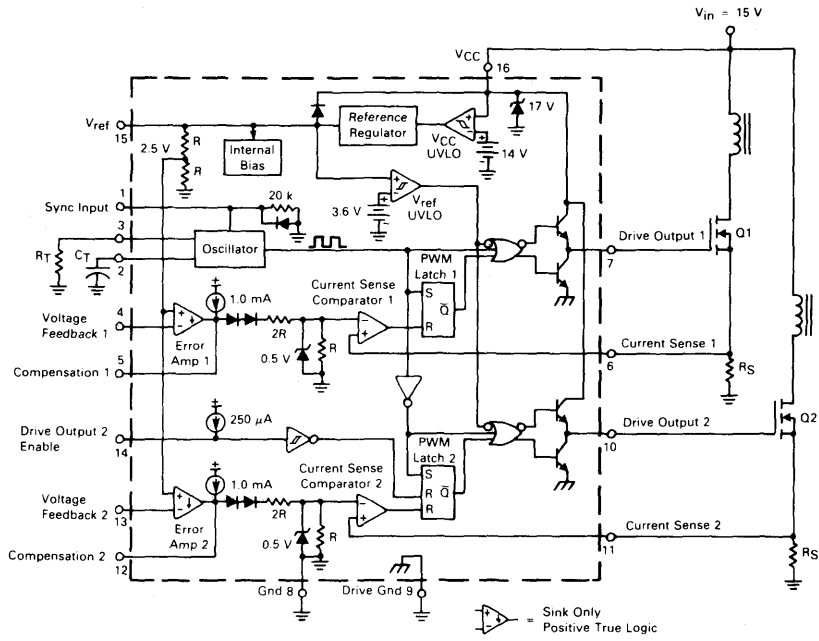 Vin = 15 V
VCC
16
Vref
15
2.5 V
R
R
Internal
Bias
Reference
Regulator
VCC
UVLO
14 V
17 V
Sync Input
1
20 k
3.6 V
Vref
UVLO
3
RT
CT
2
Oscillator
Drive Output 1
7
Q1
PWM
Latch 1
S
R
Q̅
Current Sense
Comparator 1
1.0 mA
Voltage
Feedback 1
4
Error
Amp 1
2R
0.5 V
R
5
Compensation 1
Current Sense 1
6
RS
Drive Output 2
Enable
14
250 μA
PWM
Latch 2
S
R
R
Q̅
Drive Output 2
10
Q2
Current Sense
Comparator 2
1.0 mA
Voltage
Feedback 2
13
Error
Amp 2
2R
0.5 V
R
Compensation 2
12
Current Sense 2
11
RS
Gnd 8
Drive Gnd 9
= Sink Only
Positive True Logic